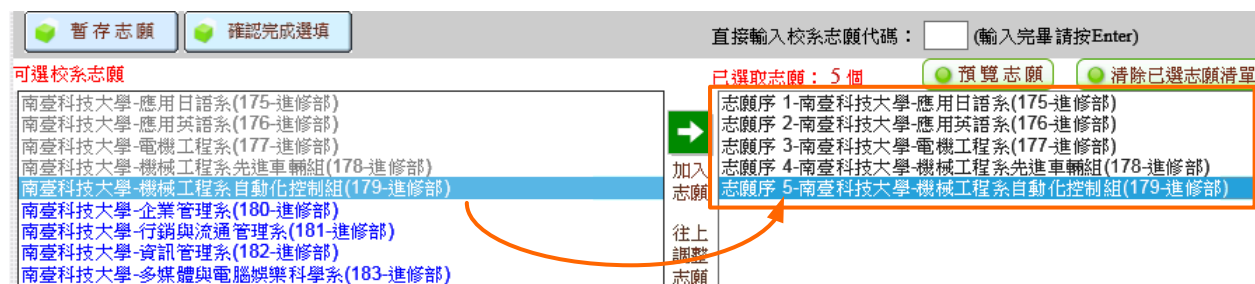 暫存志願 確認完成選填 直接輸入校系志願代碼： (輸入完畢請按Enter)
可選校系志願 已選取志願： 5 個 預覽志願 清除已選志願清單
南臺科技大學-應用日語系(175-進修部)
南臺科技大學-應用英語系(176-進修部)
南臺科技大學-電機工程系(177-進修部)
南臺科技大學-機械工程系先進車輛組(178-進修部)
南臺科技大學-機械工程系自動化控制組(179-進修部)
南臺科技大學-企業管理系(180-進修部)
南臺科技大學-行銷與流通管理系(181-進修部)
南臺科技大學-資訊管理系(182-進修部)
南臺科技大學-多媒體與電腦娛樂科學系(183-進修部)
加入
志願
往上
調整
志願
志願序 1-南臺科技大學-應用日語系(175-進修部)
志願序 2-南臺科技大學-應用英語系(176-進修部)
志願序 3-南臺科技大學-電機工程系(177-進修部)
志願序 4-南臺科技大學-機械工程系先進車輛組(178-進修部)
志願序 5-南臺科技大學-機械工程系自動化控制組(179-進修部)